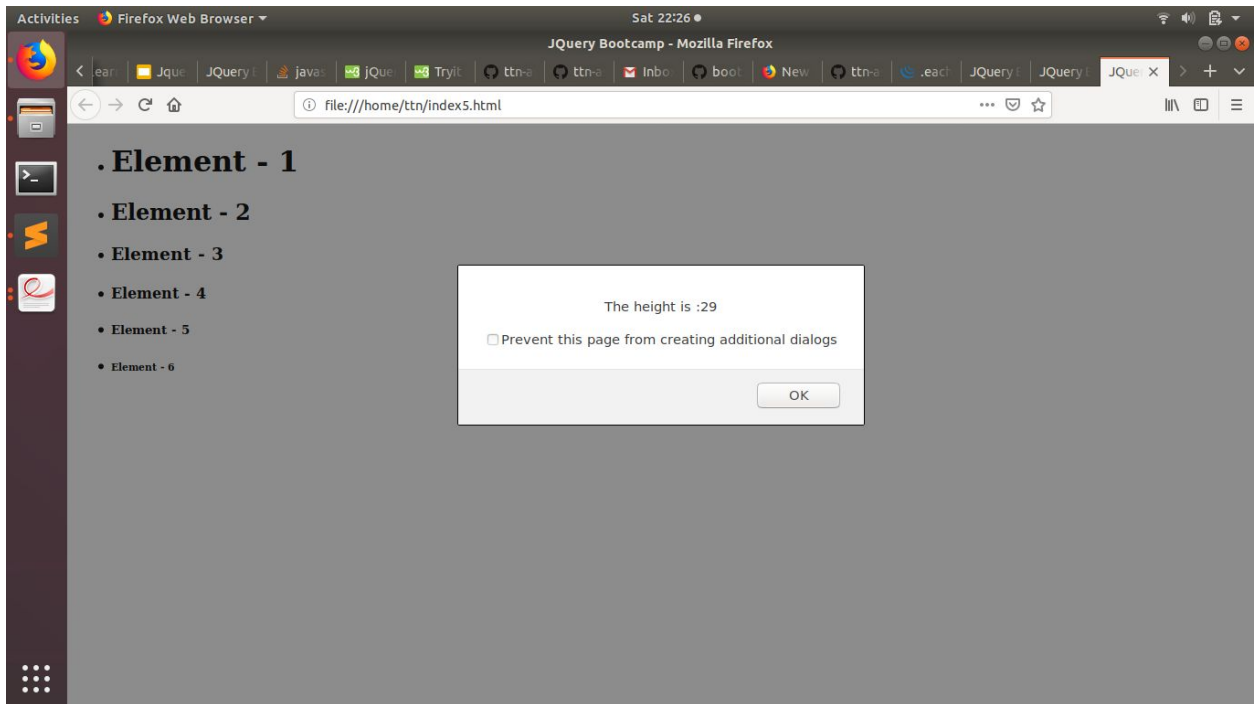 Activities Firefox Web Browser Sat 22:26
JQuery Bootcamp - Mozilla Firefox
Jque JQuery javas jQue Tryit ttn-a ttn-a Inbo boot New ttn-a .each JQuery JQuery JQue
file:///home/ttn/index5.html
Element - 1
Element - 2
Element - 3
Element - 4
Element - 5
Element - 6
The height is :29
Prevent this page from creating additional dialogs
OK